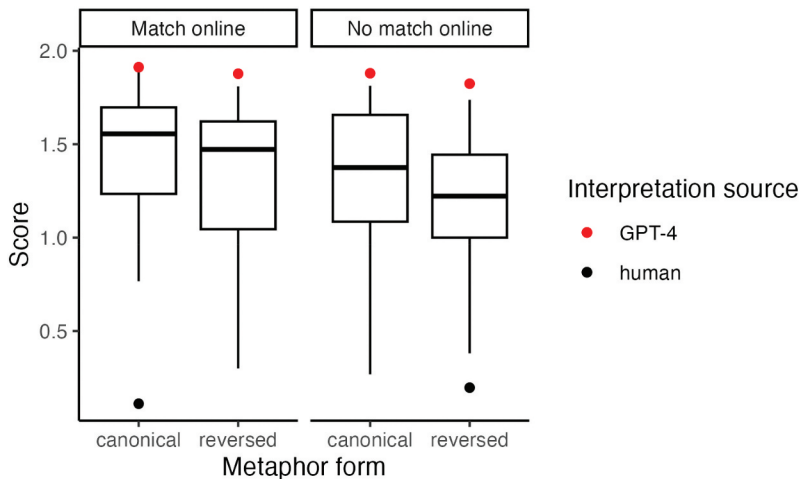 Match online
No match online
2.0
1.5
1.0
0.5
Score
canonical
reversed
canonical
reversed
Metaphor form
Interpretation source
GPT-4
human